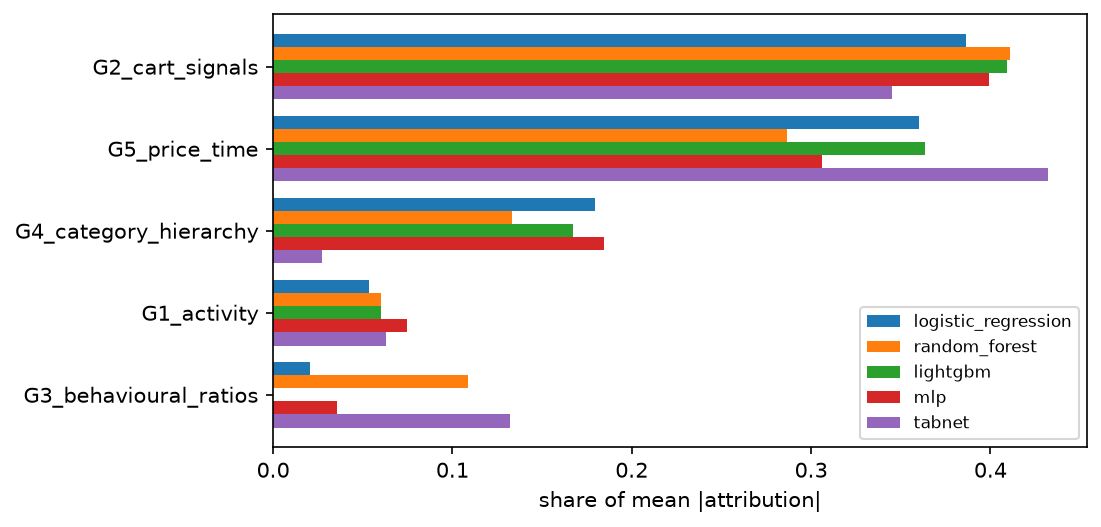 G2_cart_signals
G5_price_time
G4_category_hierarchy
G1_activity
G3_behavioural_ratios
logistic_regression
random_forest
lightgbm
mlp
tabnet
0.0 0.1 0.2 0.3 0.4
share of mean |attribution|